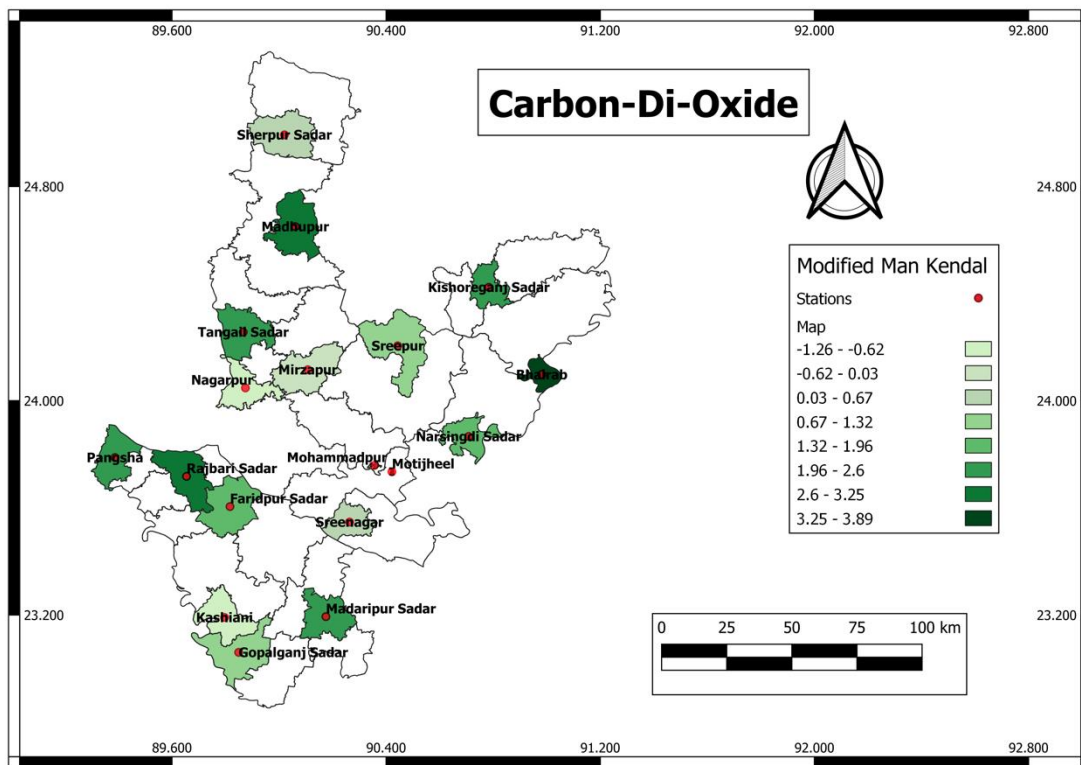 89.600 90.400 91.200 92.000 92.800
Carbon-Di-Oxide
Sherpur Sadar
24.800 24.800
Madhupur
Kishoreganj Sadar
Tangail Sadar
Sreepur
Mirzapur
Nagarpur
Bhairab
24.000 24.000
Narsingdi Sadar
Mohammadpur
Motijheel
Pangsha
Rajbari Sadar
Faridpur Sadar
Sreenagar
Madaripur Sadar
Kashiani
23.200 23.200
Gopalganj Sadar
Modified Man Kendal
Stations
Map
-1.26 - -0.62
-0.62 - 0.03
0.03 - 0.67
0.67 - 1.32
1.32 - 1.96
1.96 - 2.6
2.6 - 3.25
3.25 - 3.89
0 25 50 75 100 km
89.600 90.400 91.200 92.000 92.800